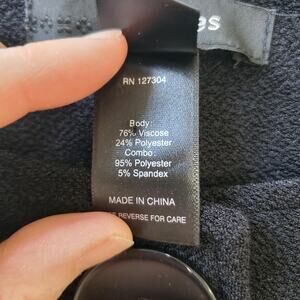 es
RN 127304
Body:
76% Viscose
24% Polyester
Combo:
95% Polyester
5% Spandex
MADE IN CHINA
REVERSE FOR CARE